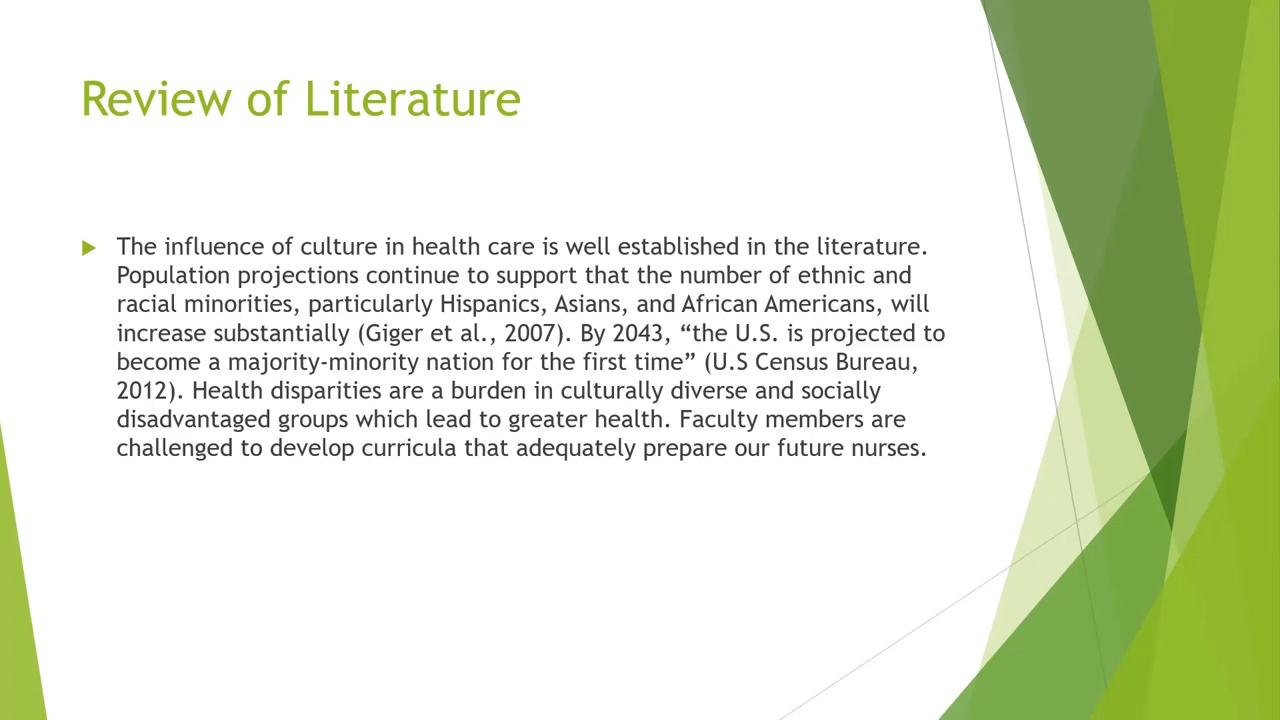 Review of Literature
The influence of culture in health care is well established in the literature.
Population projections continue to support that the number of ethnic and
racial minorities, particularly Hispanics, Asians, and African Americans, will
increase substantially (Giger et al., 2007). By 2043, “the U.S. is projected to
become a majority-minority nation for the first time” (U.S Census Bureau,
2012). Health disparities are a burden in culturally diverse and socially
disadvantaged groups which lead to greater health. Faculty members are
challenged to develop curricula that adequately prepare our future nurses.